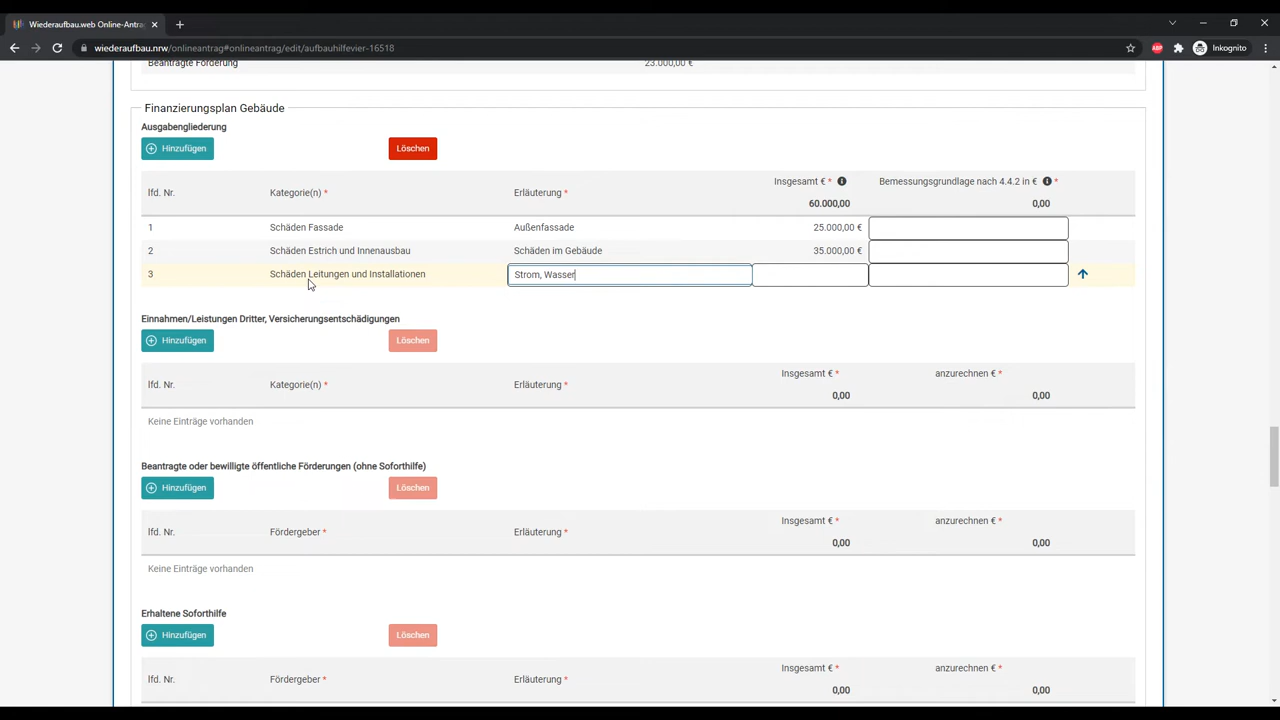 Wiederaufbau.web Online-Antra
wiederaufbau.nrw/onlineantrag#onlineantrag/edit/aufbauhilfevier-16518
ABP
Inkognito
Beantragte Förderung 23.000,00 €
Finanzierungsplan Gebäude
Ausgabengliederung
Hinzufügen Löschen
lfd. Nr. Kategorie(n) * Erläuterung * Insgesamt € * Bemessungsgrundlage nach 4.4.2 in € *
60.000,00 0,00
1 Schäden Fassade Außenfassade 25.000,00 €
2 Schäden Estrich und Innenausbau Schäden im Gebäude 35.000,00 €
3 Schäden Leitungen und Installationen Strom, Wasser
Einnahmen/Leistungen Dritter, Versicherungsentschädigungen
Hinzufügen Löschen
lfd. Nr. Kategorie(n) * Erläuterung * Insgesamt € * anzurechnen € *
0,00 0,00
Keine Einträge vorhanden
Beantragte oder bewilligte öffentliche Förderungen (ohne Soforthilfe)
Hinzufügen Löschen
lfd. Nr. Fördergeber * Erläuterung * Insgesamt € * anzurechnen € *
0,00 0,00
Keine Einträge vorhanden
Erhaltene Soforthilfe
Hinzufügen Löschen
lfd. Nr. Fördergeber * Erläuterung * Insgesamt € * anzurechnen € *
0,00 0,00